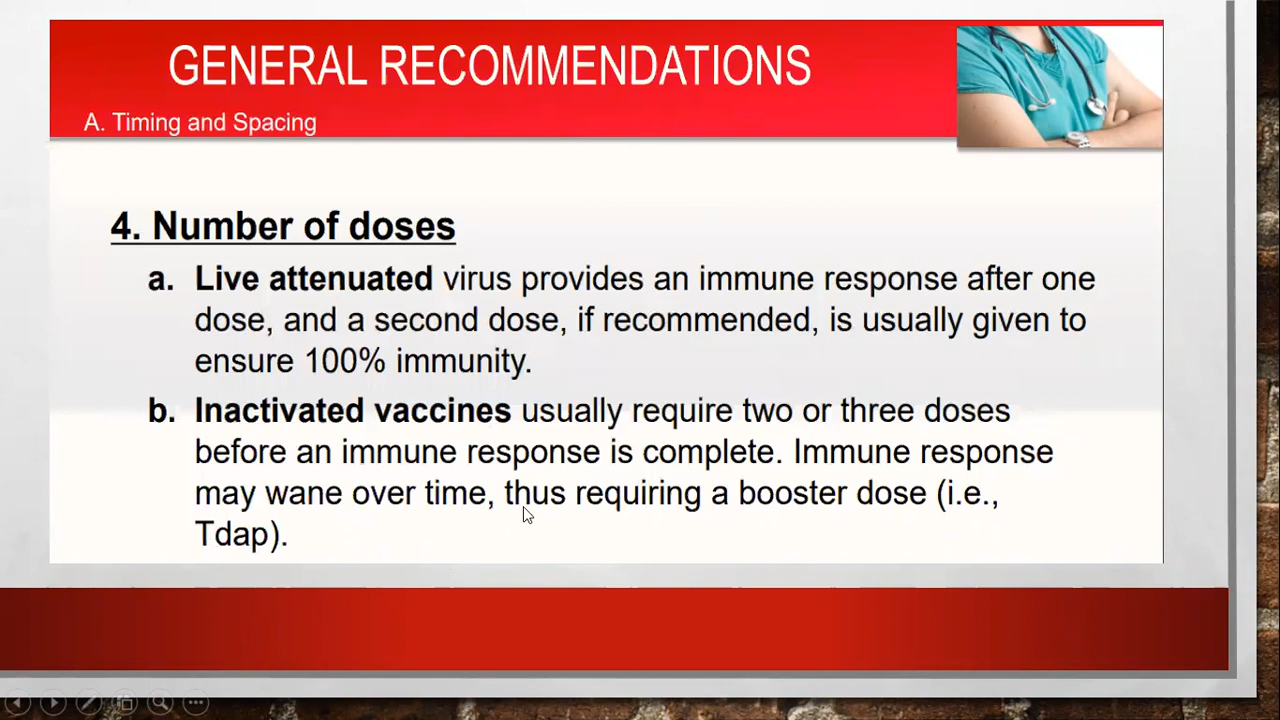 GENERAL RECOMMENDATIONS
A. Timing and Spacing
4. Number of doses
a. Live attenuated virus provides an immune response after one
dose, and a second dose, if recommended, is usually given to
ensure 100% immunity.
b. Inactivated vaccines usually require two or three doses
before an immune response is complete. Immune response
may wane over time, thus requiring a booster dose (i.e.,
Tdap).